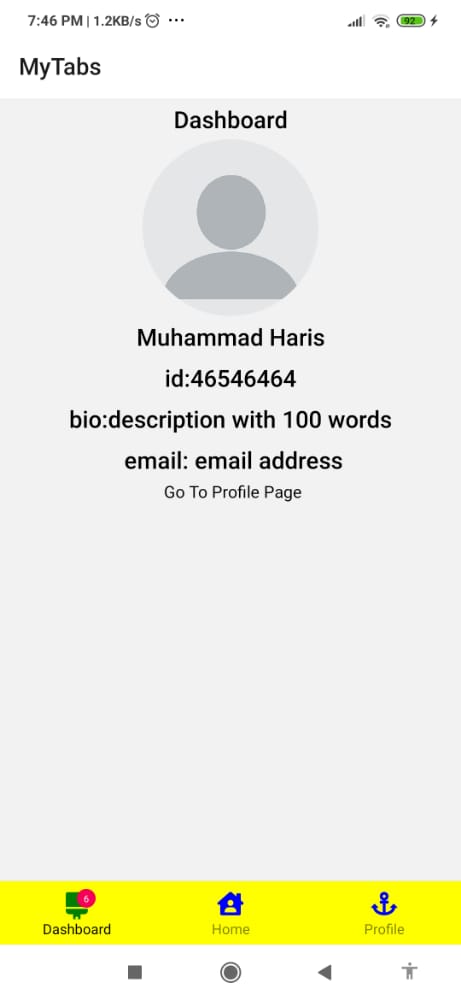 7:46 PM | 1.2KB/s ...
92
MyTabs
Dashboard
Muhammad Haris
id:46546464
bio:description with 100 words
email: email address
Go To Profile Page
6
Dashboard
Home
Profile